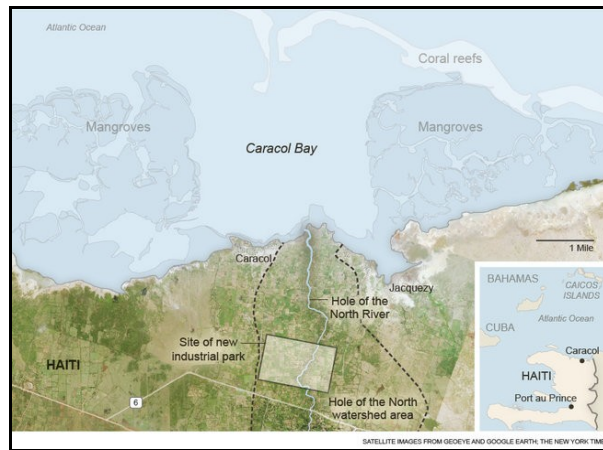 Atlantic Ocean
Coral reefs
Mangroves
Mangroves
Caracol Bay
1 Mile
Caracol
Jacquezy
Hole of the
North River
Site of new
industrial park
HAITI
6
Hole of the North
watershed area
BAHAMAS
CAICOS
ISLANDS
Atlantic Ocean
CUBA
Caracol
HAITI
Port au Prince
SATELLITE IMAGES FROM GEOEYE AND GOOGLE EARTH; THE NEW YORK TIME